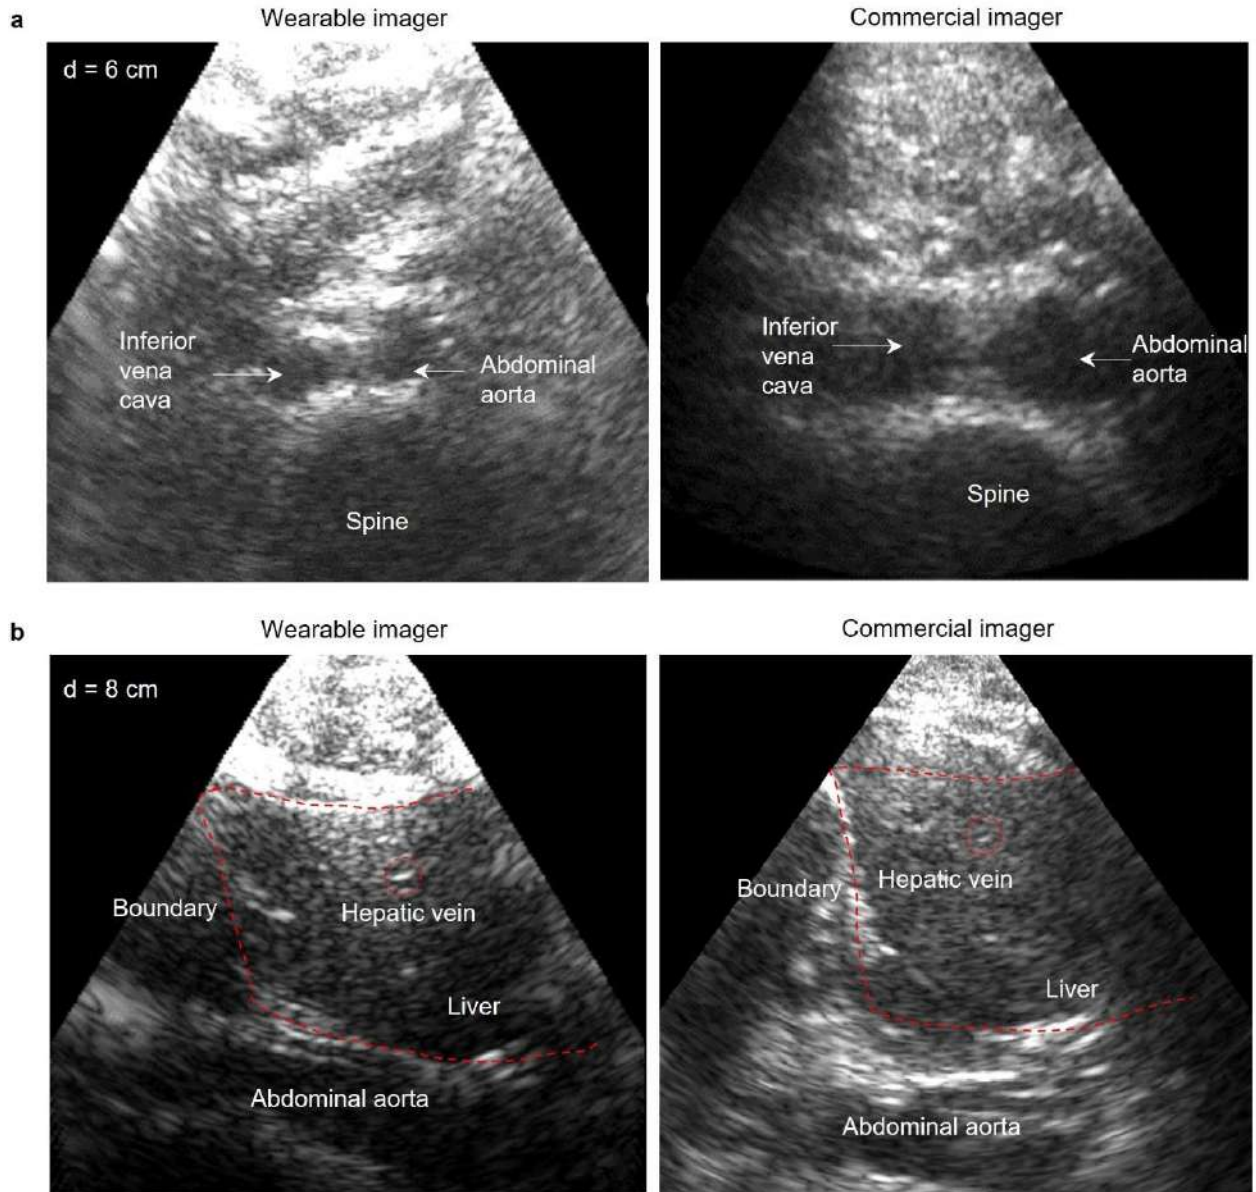 a
Wearable imager
Commercial imager
d = 6 cm
Inferior
vena
cava
Abdominal
aorta
Spine
Inferior
vena
cava
Abdominal
aorta
Spine
b
Wearable imager
Commercial imager
d = 8 cm
Boundary
Hepatic vein
Liver
Abdominal aorta
Boundary
Hepatic vein
Liver
Abdominal aorta